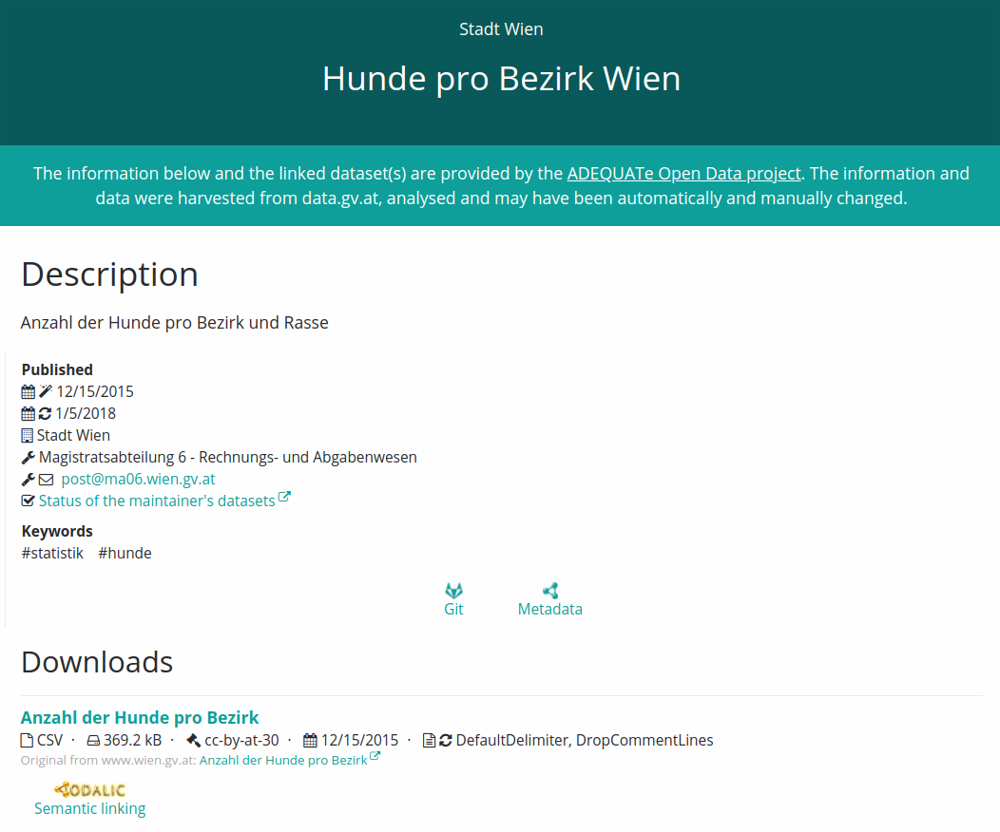 Stadt Wien
Hunde pro Bezirk Wien
The information below and the linked dataset(s) are provided by the ADEQUATe Open Data project. The information and
data were harvested from data.gv.at, analysed and may have been automatically and manually changed.
Description
Anzahl der Hunde pro Bezirk und Rasse
Published
12/15/2015
1/5/2018
Stadt Wien
Magistratsabteilung 6 - Rechnungs- und Abgabenwesen
post@ma06.wien.gv.at
Status of the maintainer's datasets
Keywords
#statistik #hunde
Git Metadata
Downloads
Anzahl der Hunde pro Bezirk
CSV · 369.2 kB · cc-by-at-30 · 12/15/2015 · DefaultDelimiter, DropCommentLines
Original from www.wien.gv.at: Anzahl der Hunde pro Bezirk
ODALIC
Semantic linking